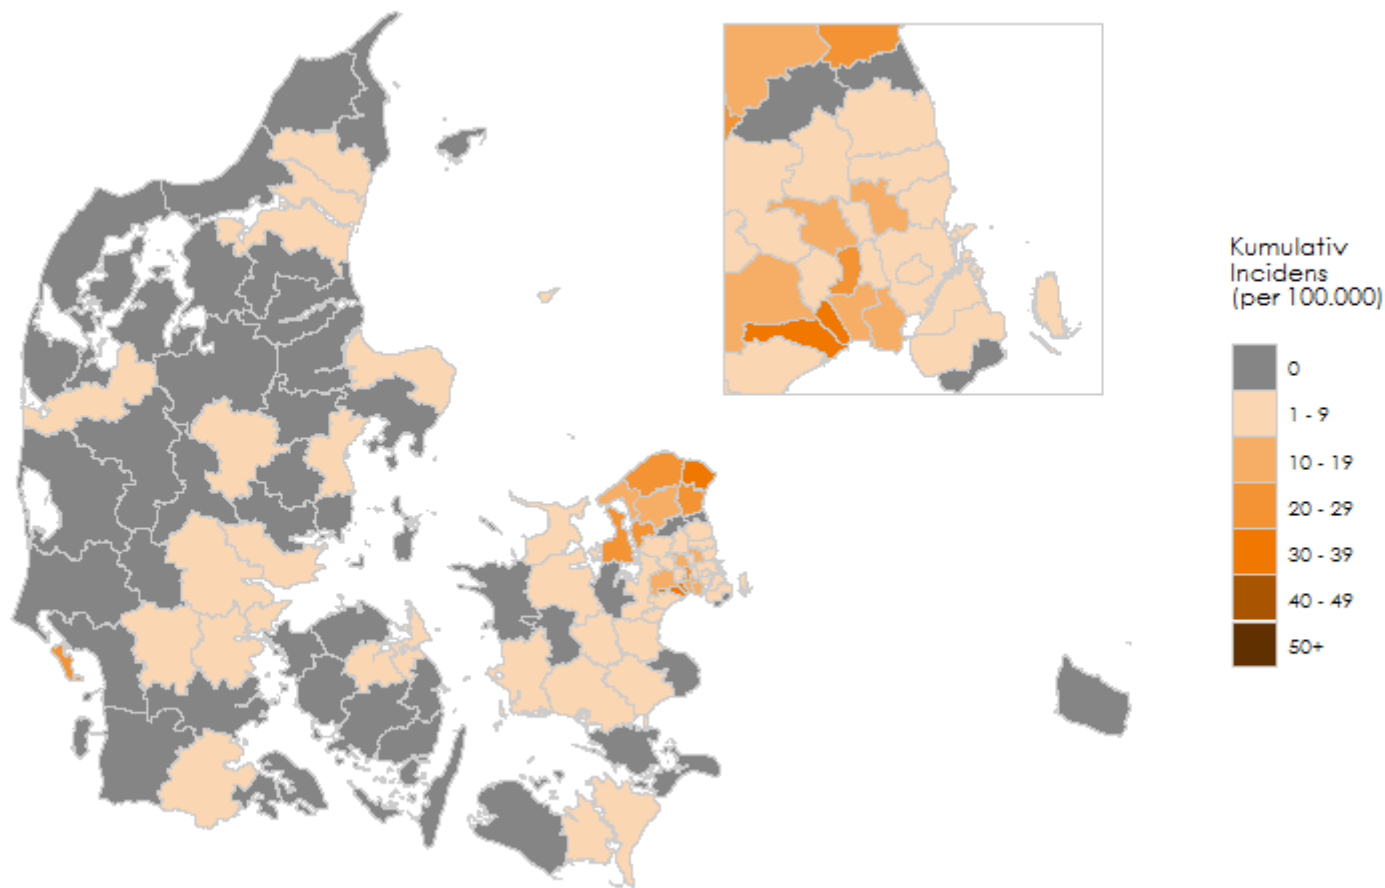 Kumulativ
Incidens
(per 100.000)
0
1 - 9
10 - 19
20 - 29
30 - 39
40 - 49
50+